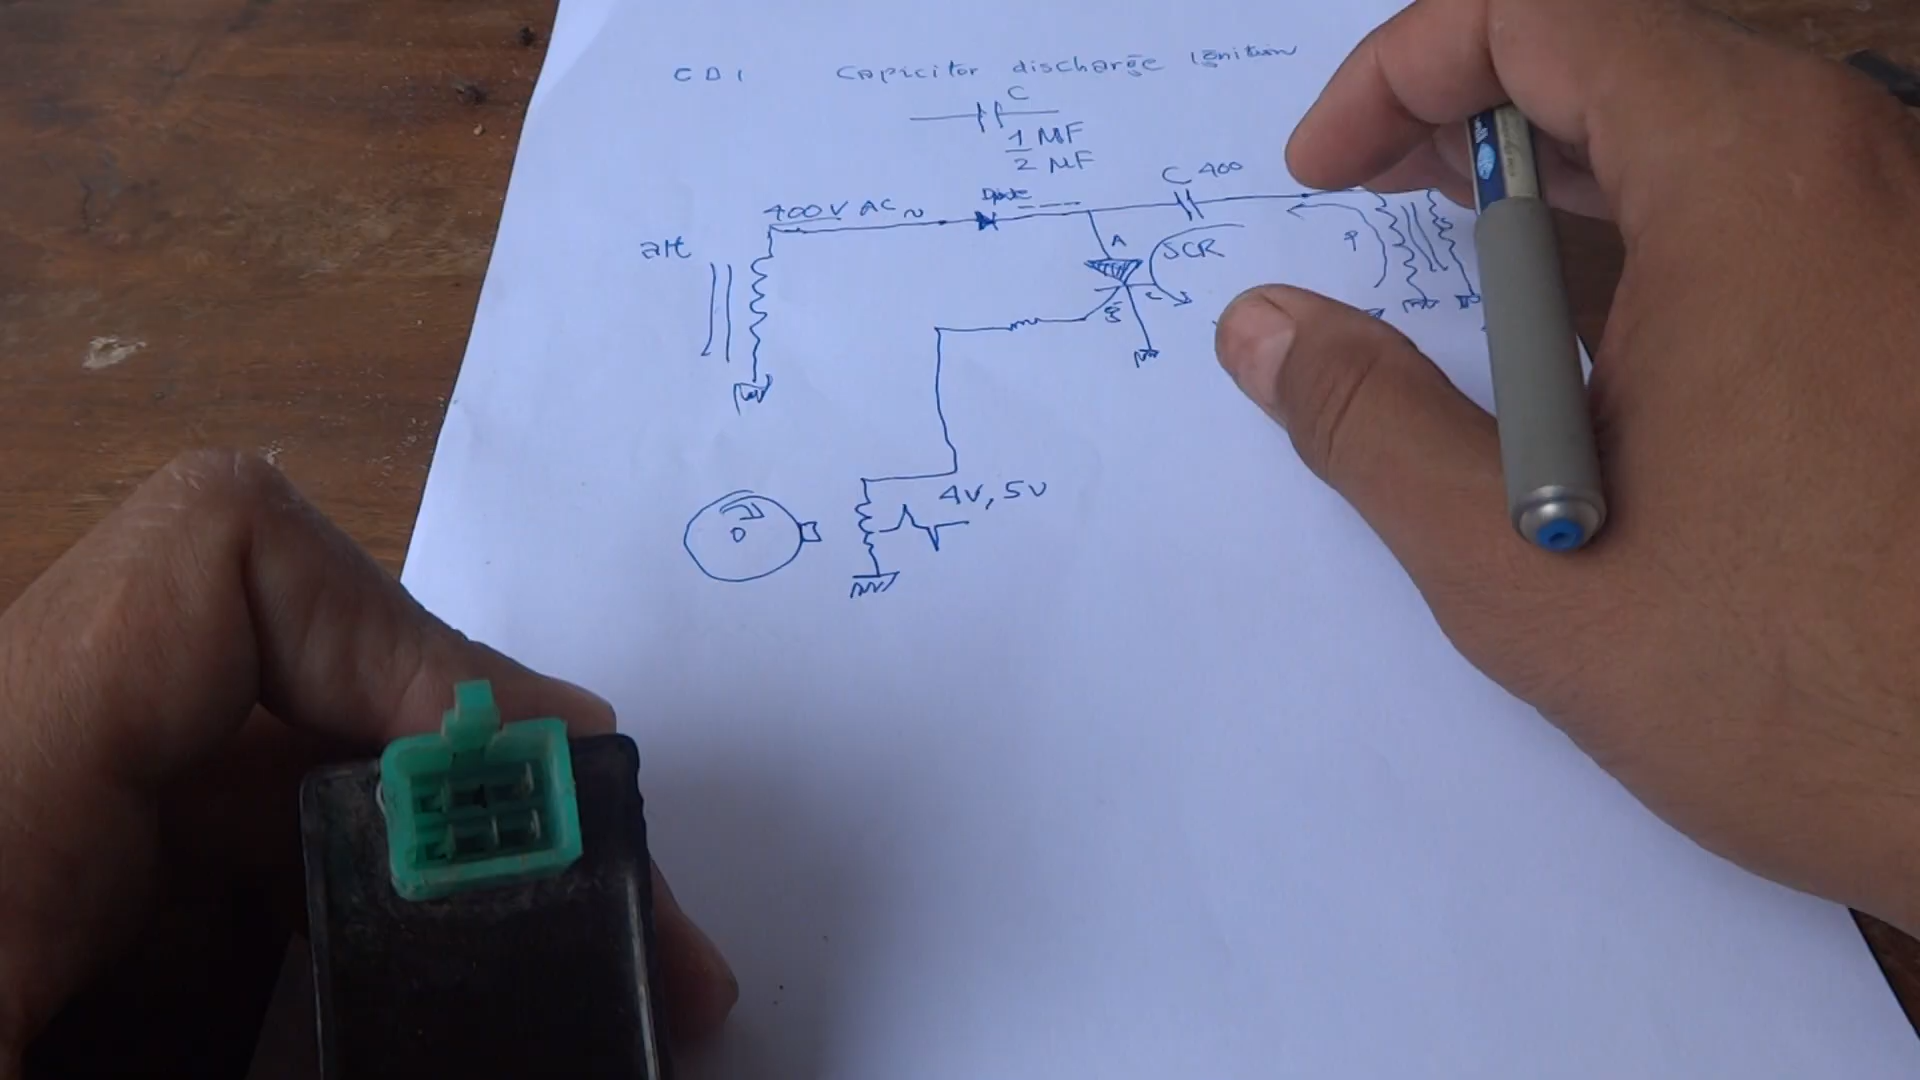 CDI Capicitor discharge Ignition
C
1 MF
2 MF
C 400
Diode
400V AC
alt
A
SCR
g
4V, 5V